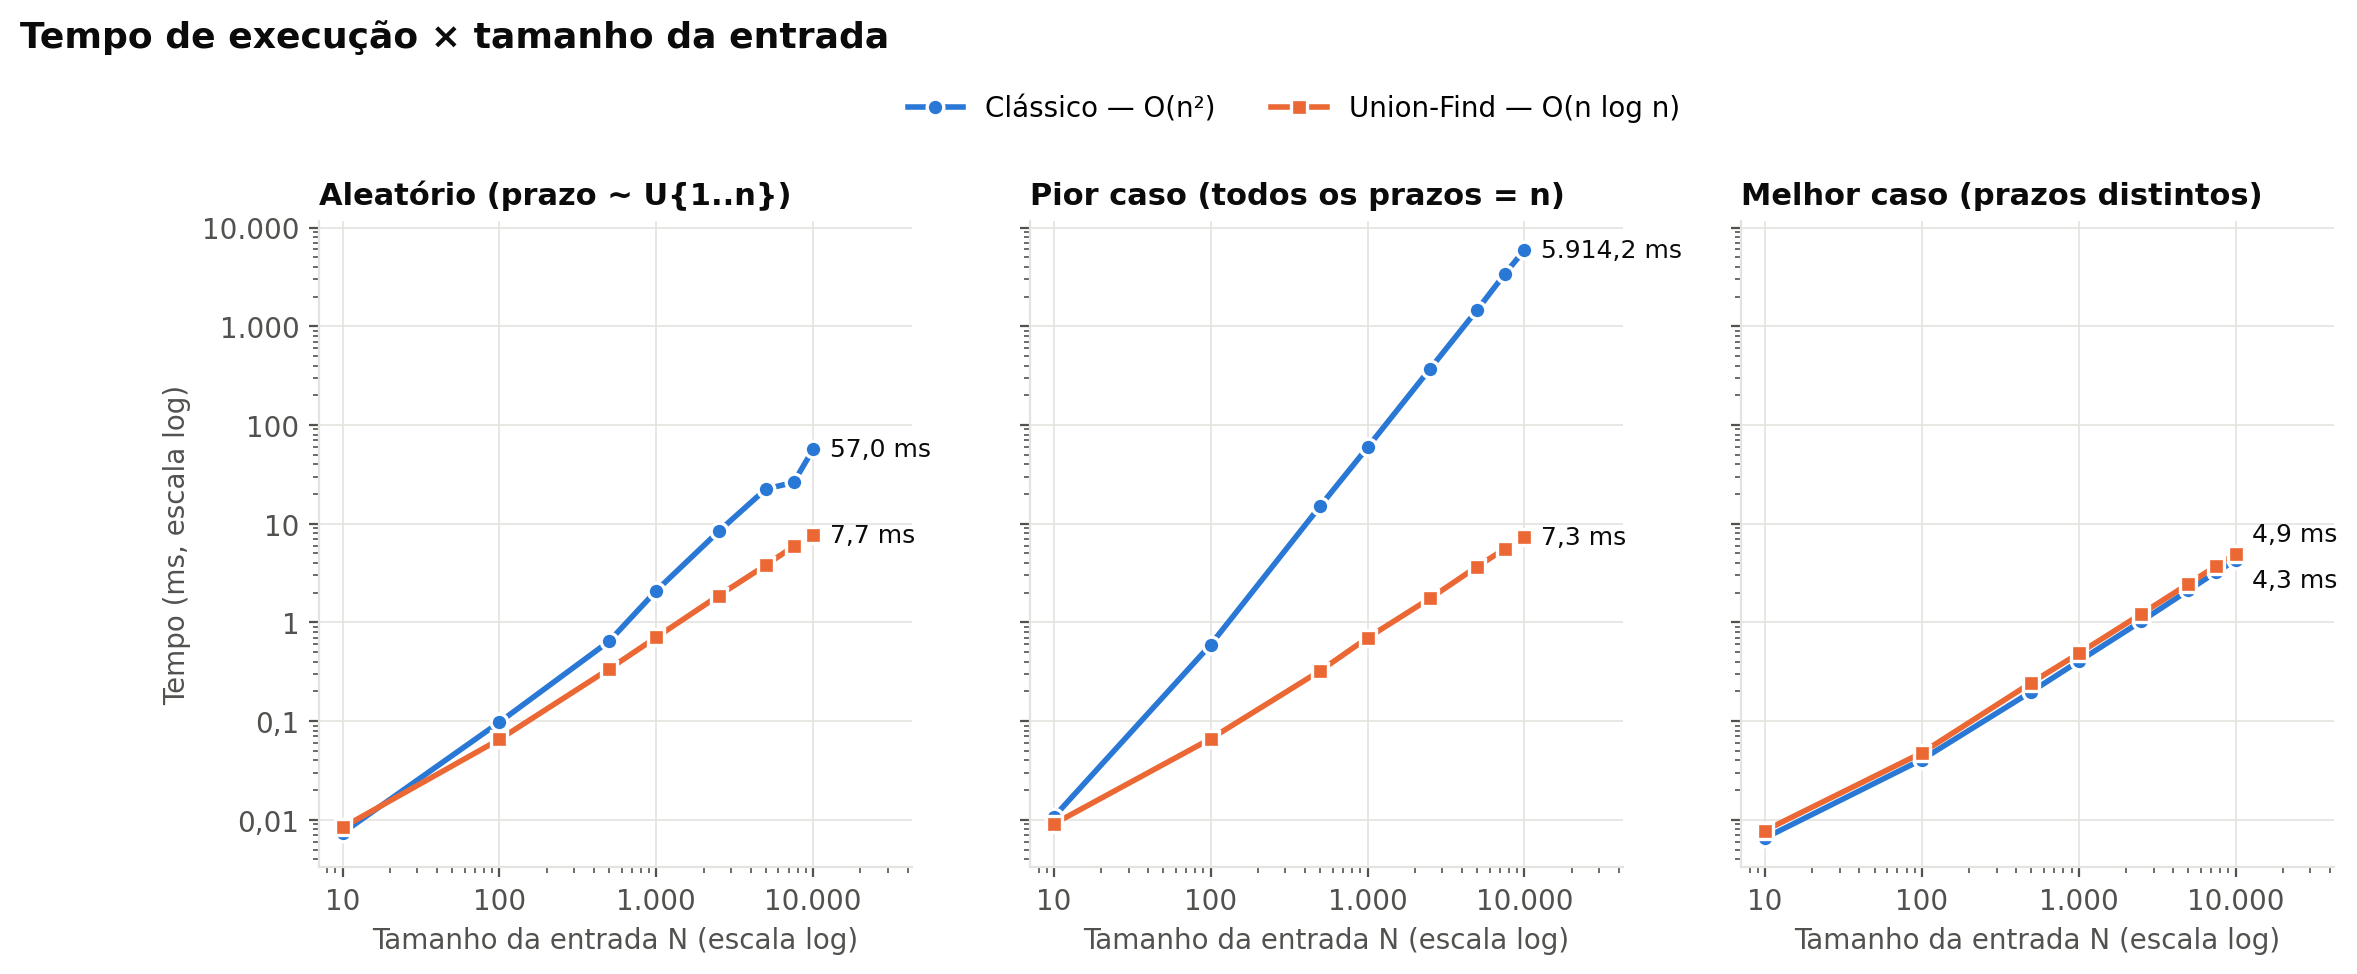 Tempo de execução × tamanho da entrada
Clássico — O(n²)
Union-Find — O(n log n)
Aleatório (prazo ~ U{1..n})
Pior caso (todos os prazos = n)
Melhor caso (prazos distintos)
Tempo (ms, escala log)
10.000
1.000
100
10
1
0,1
0,01
57,0 ms
7,7 ms
5.914,2 ms
7,3 ms
4,9 ms
4,3 ms
10 100 1.000 10.000
10 100 1.000 10.000
10 100 1.000 10.000
Tamanho da entrada N (escala log)
Tamanho da entrada N (escala log)
Tamanho da entrada N (escala log)